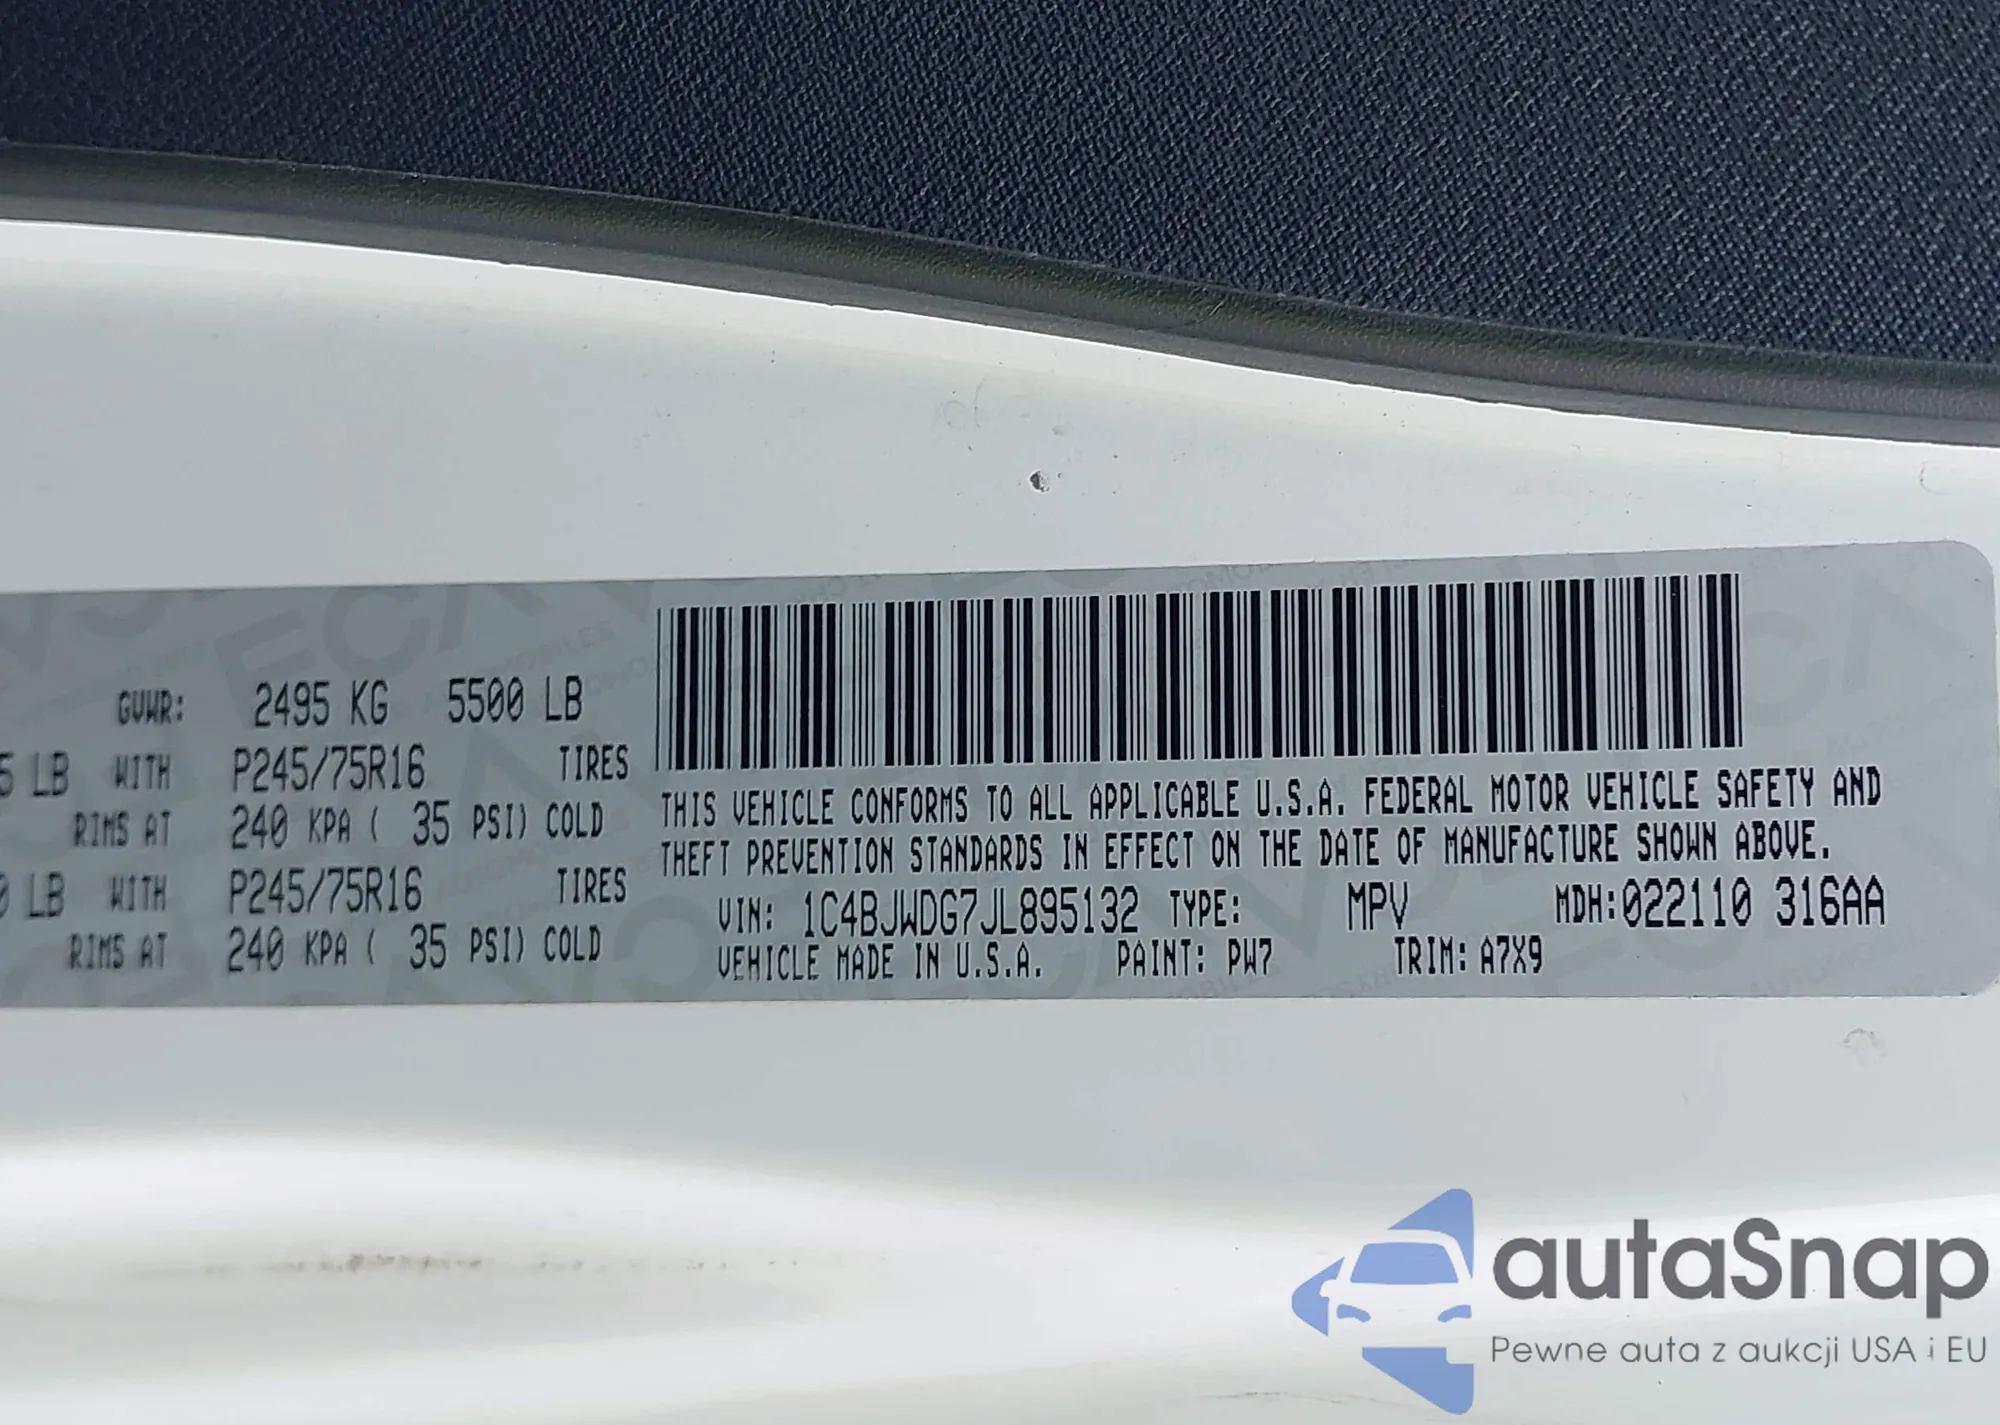 GVWR: 2495 KG 5500 LB
5 LB WITH P245/75R16 TIRES
RIMS AT 240 KPA ( 35 PSI) COLD
0 LB WITH P245/75R16 TIRES
RIMS AT 240 KPA ( 35 PSI) COLD
THIS VEHICLE CONFORMS TO ALL APPLICABLE U.S.A. FEDERAL MOTOR VEHICLE SAFETY AND
THEFT PREVENTION STANDARDS IN EFFECT ON THE DATE OF MANUFACTURE SHOWN ABOVE.
VIN: 1C4BJWDG7JL895132 TYPE: MPV MDH:022110 316AA
VEHICLE MADE IN U.S.A. PAINT: PW7 TRIM: A7X9
autaSnap
Pewne auta z aukcji USA i EU